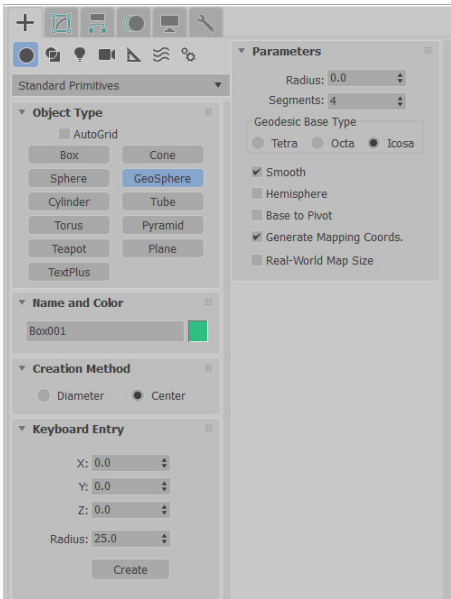 Standard Primitives
Object Type
AutoGrid
Box Cone
Sphere GeoSphere
Cylinder Tube
Torus Pyramid
Teapot Plane
TextPlus
Name and Color
Box001
Creation Method
Diameter Center
Keyboard Entry
X: 0.0
Y: 0.0
Z: 0.0
Radius: 25.0
Create
Parameters
Radius: 0.0
Segments: 4
Geodesic Base Type
Tetra Octa Icosa
Smooth
Hemisphere
Base to Pivot
Generate Mapping Coords.
Real-World Map Size